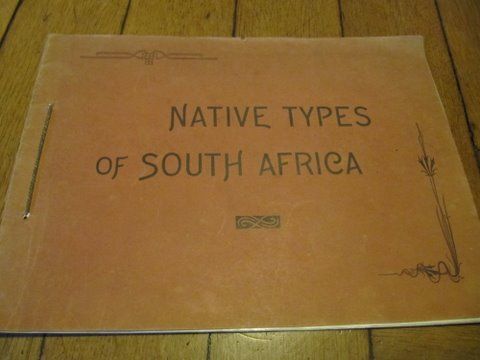 NATIVE TYPES
OF SOUTH AFRICA